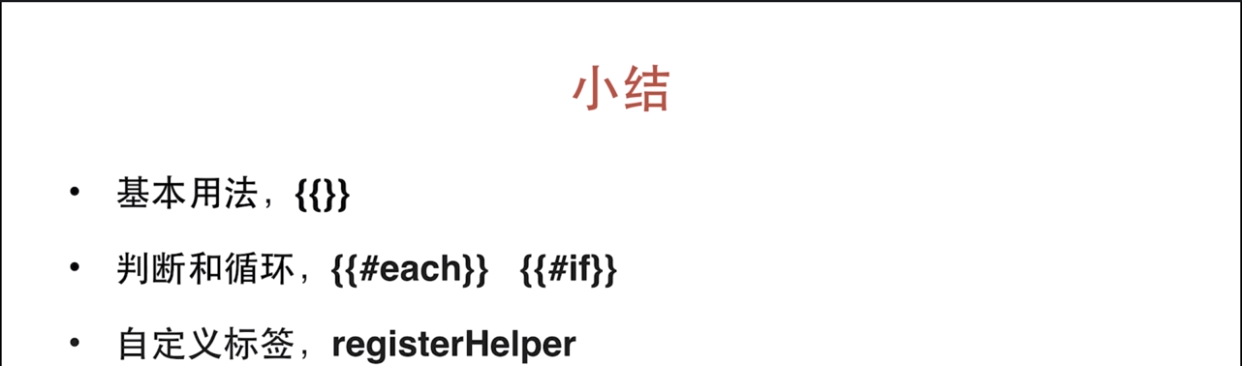 小结
• 基本用法，{{}}
• 判断和循环，{{#each}} {{#if}}
• 自定义标签，registerHelper